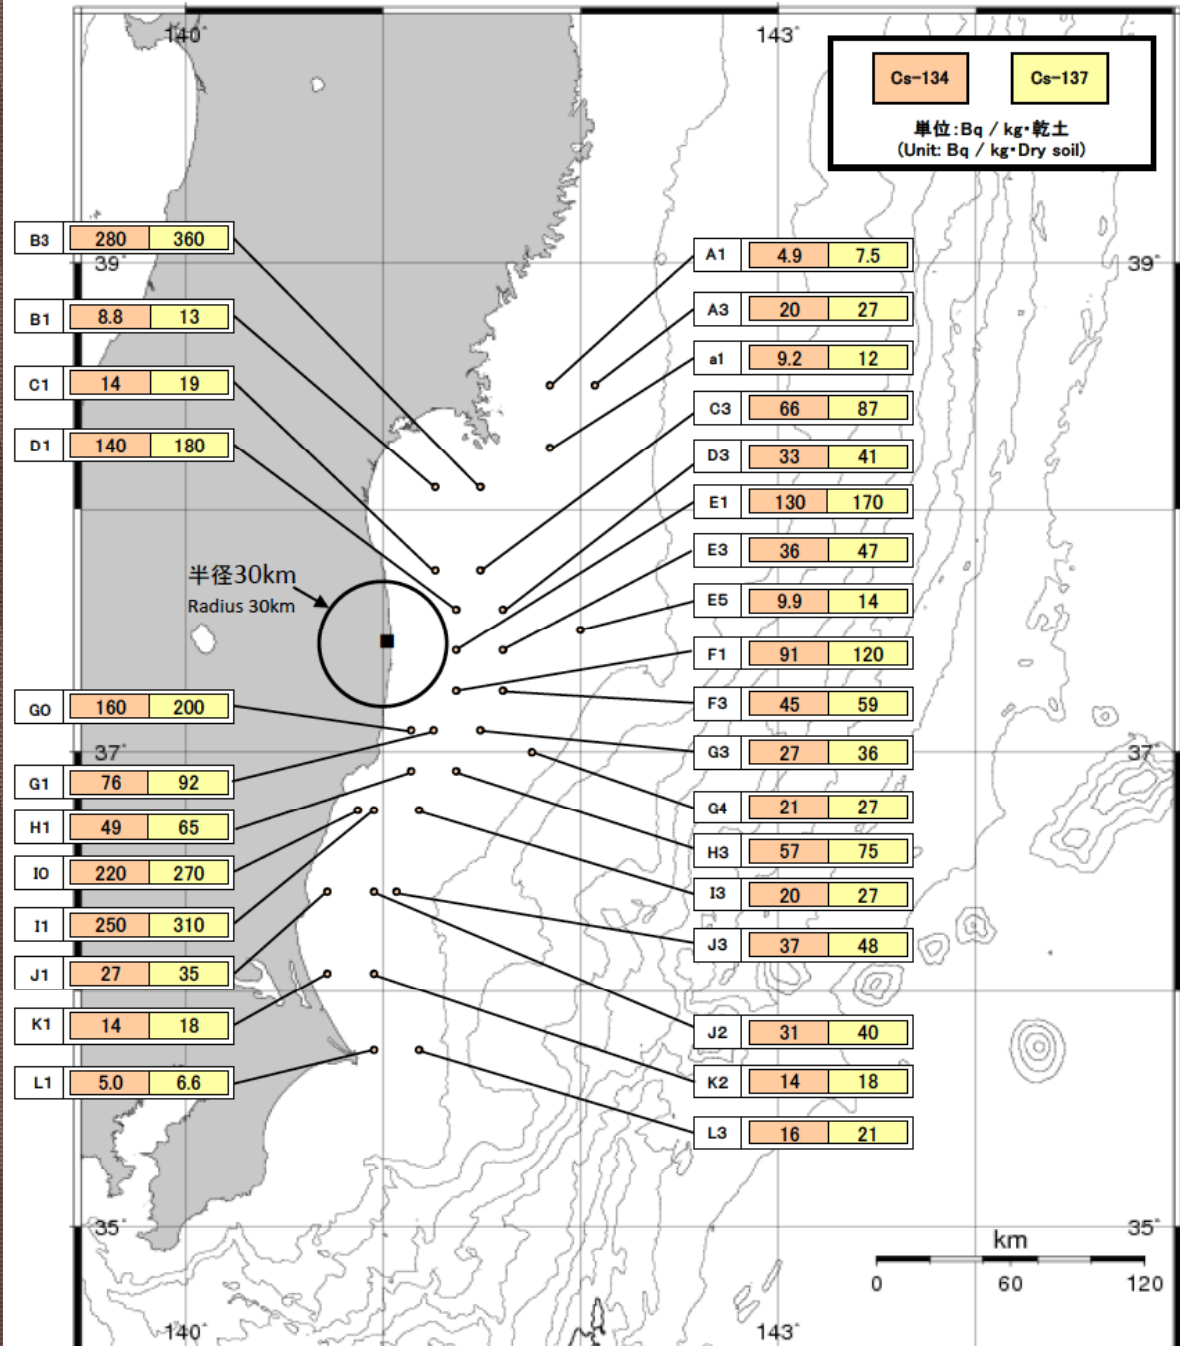 140°
143°
Cs-134 Cs-137
単位:Bq / kg・乾土
(Unit: Bq / kg・Dry soil)
39°
39°
B3 280 360
B1 8.8 13
C1 14 19
D1 140 180
A1 4.9 7.5
A3 20 27
a1 9.2 12
C3 66 87
D3 33 41
E1 130 170
E3 36 47
E5 9.9 14
F1 91 120
F3 45 59
G3 27 36
G4 21 27
H3 57 75
I3 20 27
J3 37 48
J2 31 40
K2 14 18
L3 16 21
半径30km
Radius 30km
G0 160 200
G1 76 92
H1 49 65
I0 220 270
I1 250 310
J1 27 35
K1 14 18
L1 5.0 6.6
37°
37°
35°
35°
km
0 60 120
140°
143°